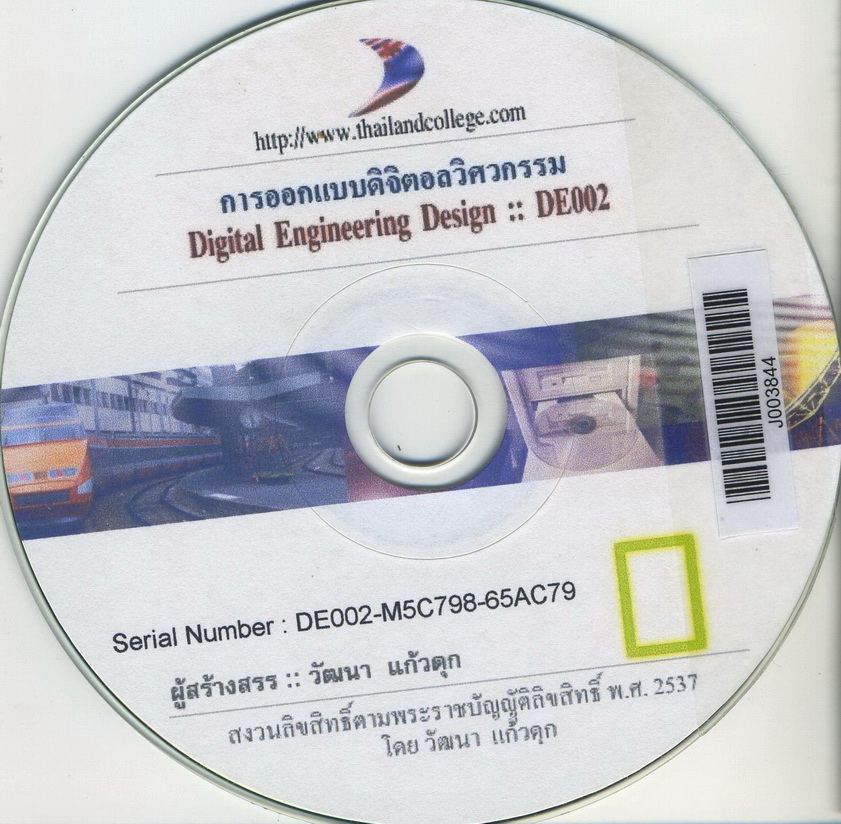 http://www.thailandcollege.com
การออกแบบดิจิตอลวิศวกรรม
Digital Engineering Design :: DE002
J003844
Serial Number : DE002-M5C798-65AC79
ผู้สร้างสรร :: วัฒนา แก้วดุก
สงวนลิขสิทธิ์ตามพระราชบัญญัติลิขสิทธิ์ พ.ศ. 2537
โดย วัฒนา แก้วดุก